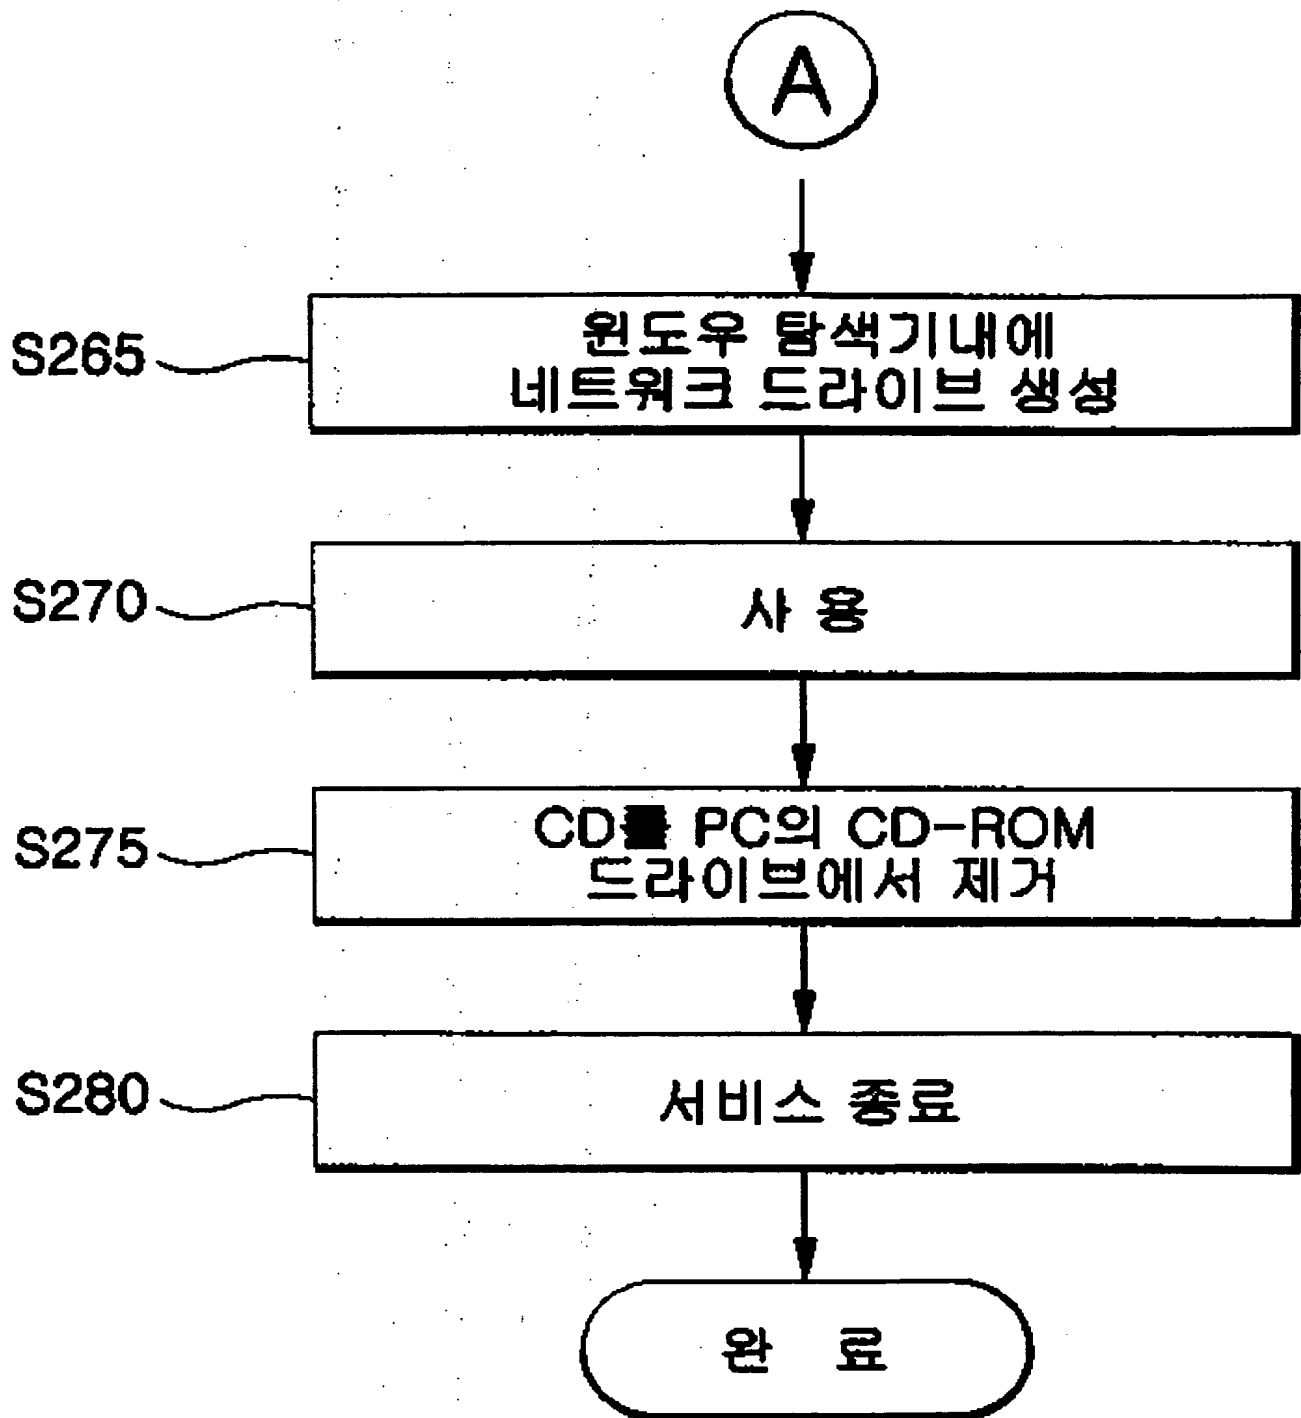 A
S265
윈도우 탐색기내에
네트워크 드라이브 생성
S270
사 용
S275
CD를 PC의 CD-ROM
드라이브에서 제거
S280
서비스 종료
완 료